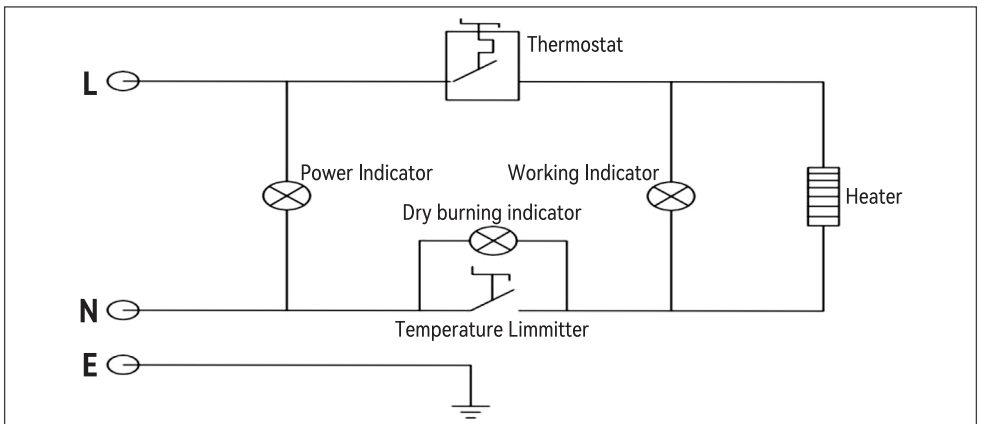 Thermostat
L
Power Indicator
Working Indicator
Heater
Dry burning indicator
N
Temperature Limmitter
E